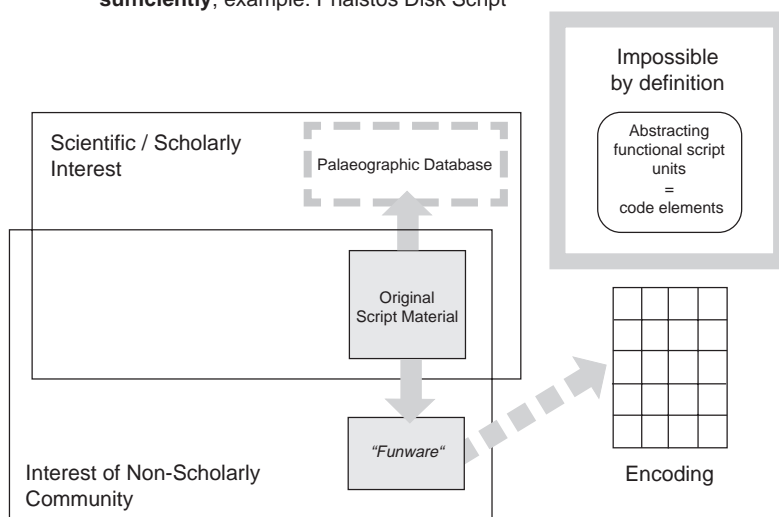 sufficiently; example: Phaistos Disk Script
Impossible
by definition
Abstracting
functional script
units
=
code elements
Scientific / Scholarly
Interest
Palaeographic Database
Original
Script Material
"Funware"
Encoding
Interest of Non-Scholarly
Community